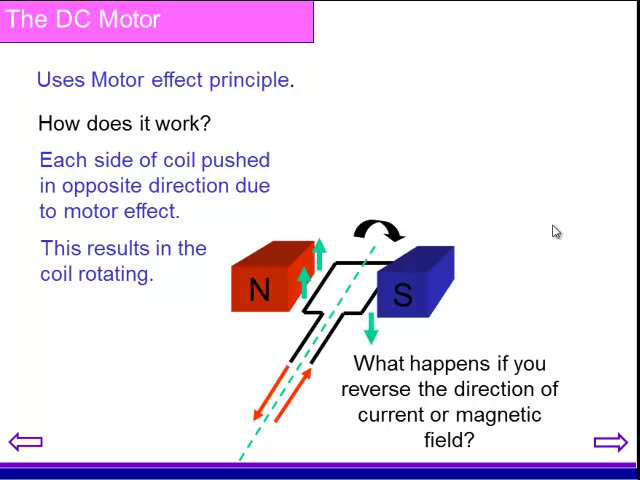 The DC Motor
Uses Motor effect principle.
How does it work?
Each side of coil pushed
in opposite direction due
to motor effect.
This results in the
coil rotating.
N
S
What happens if you
reverse the direction of
current or magnetic
field?